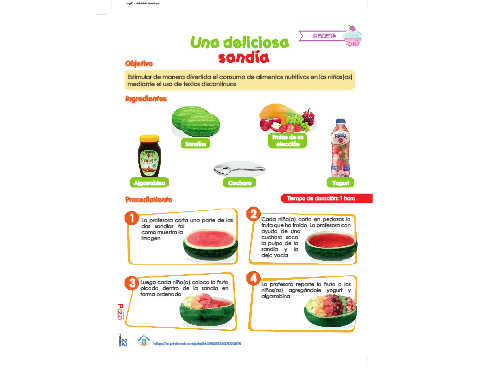 RECETA
Una deliciosa
sandía
Objetivo
Estimular de manera divertida el consumo de alimentos nutritivos en los niños(as)
mediante el uso de textos discontinuos
Ingredientes
Sandías
Frutas de su
elección
Algarrobina
Cuchara
Yogurt
Procedimiento
Tiempo de duración: 1 hora
1
La profesora corta una parte de las
dos sandías tal
como muestra la
imagen
2
Cada niño(a) corta en pedazos la
fruta que ha traído. La profesora con
ayuda de una
cuchara saca
la pulpa de la
sandía y la
deja vacía
3
Luego cada niño(a) coloca la fruta
picada dentro de la sandía en
forma ordenada
4
La profesora reparte la fruta a los
niños(as) agregándole yogurt y
algarrobina